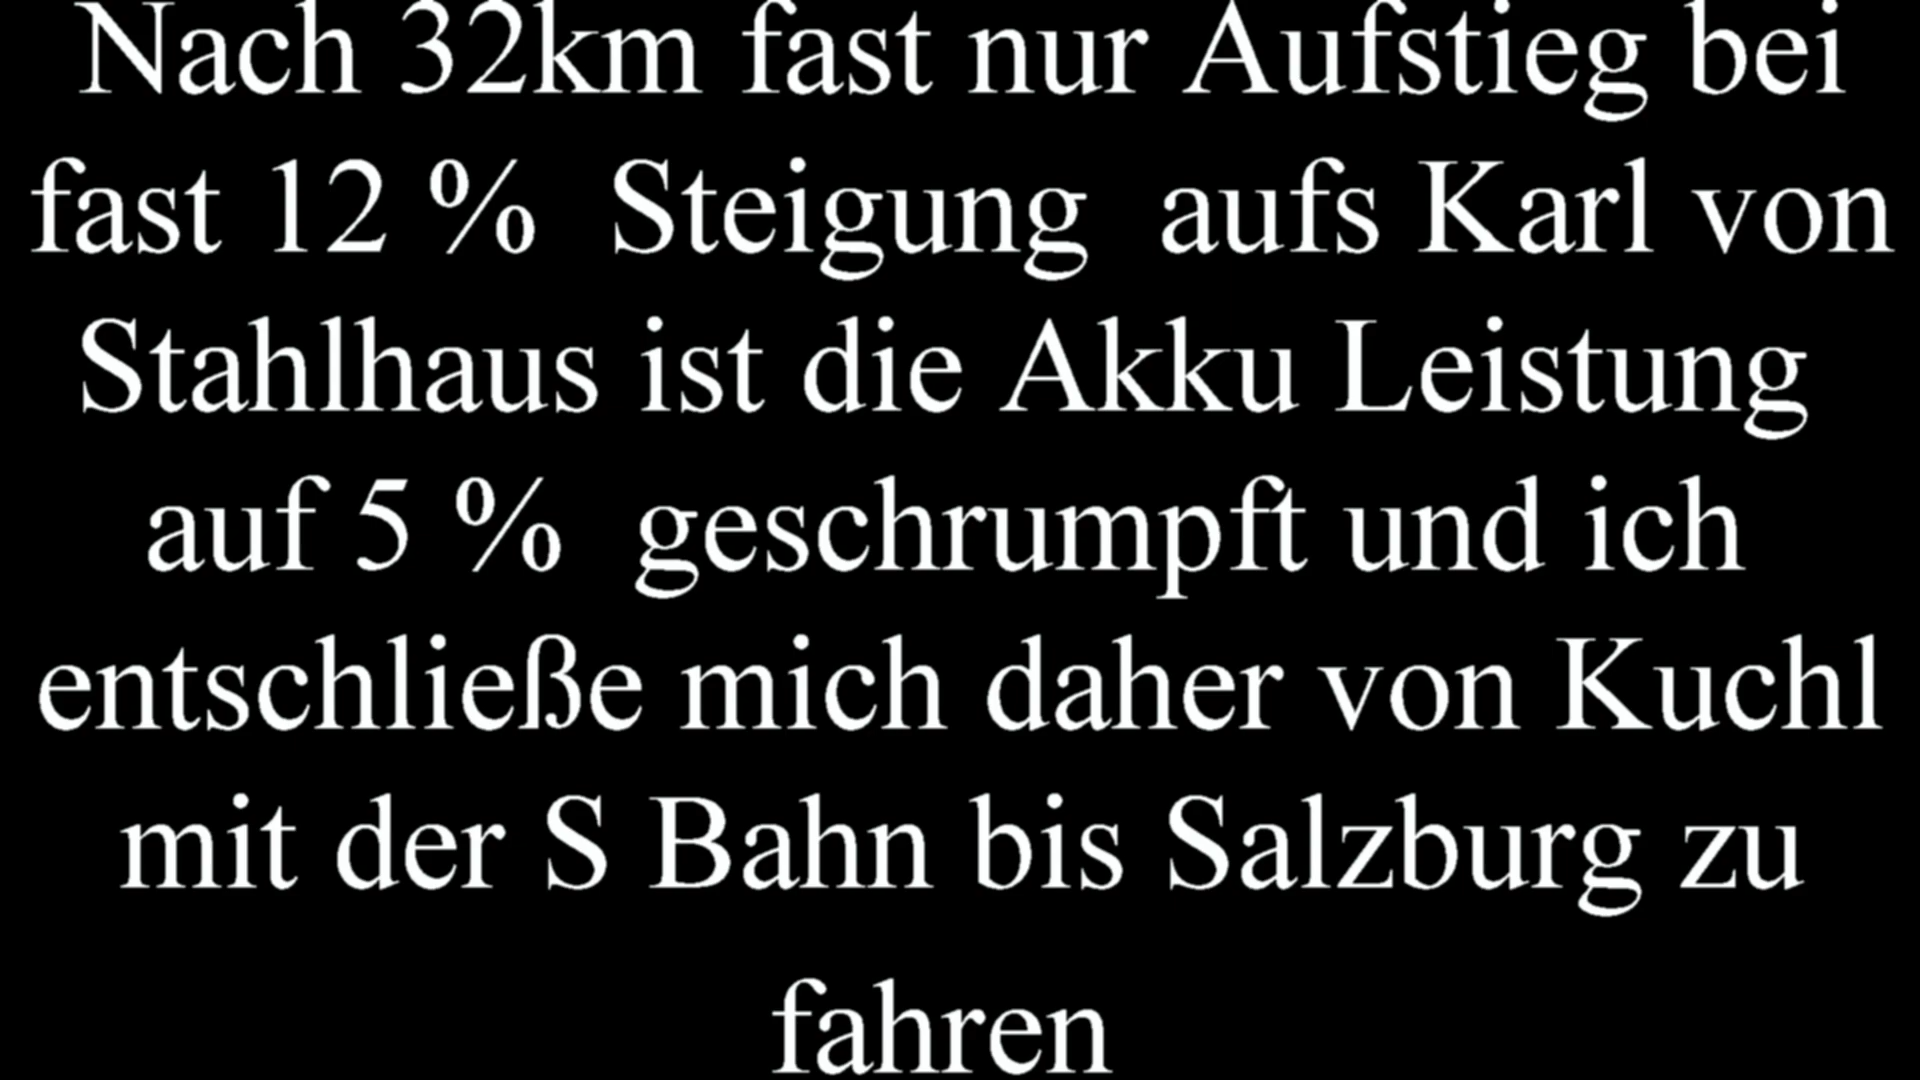 Nach 32km fast nur Aufstieg bei
fast 12 %  Steigung  aufs Karl von
Stahlhaus ist die Akku Leistung
auf 5 %  geschrumpft und ich
entschließe mich daher von Kuchl
mit der S Bahn bis Salzburg zu
fahren